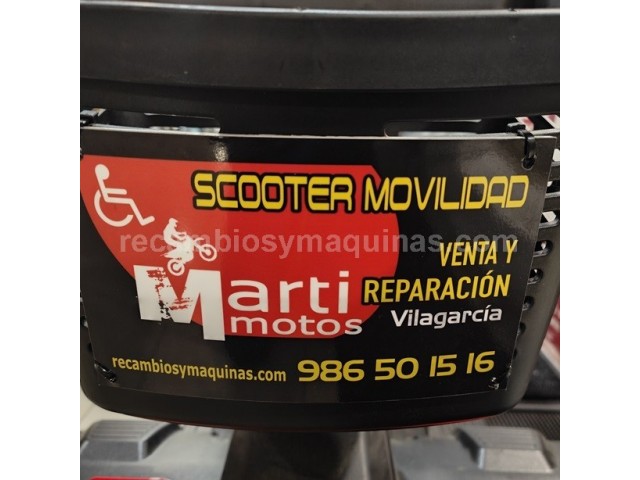 SCOOTER MOVILIDAD
recambiosymaquinas.com
VENTA Y
REPARACIÓN
Marti
motos
Vilagarcía
recambiosymaquinas.com 986 50 15 16